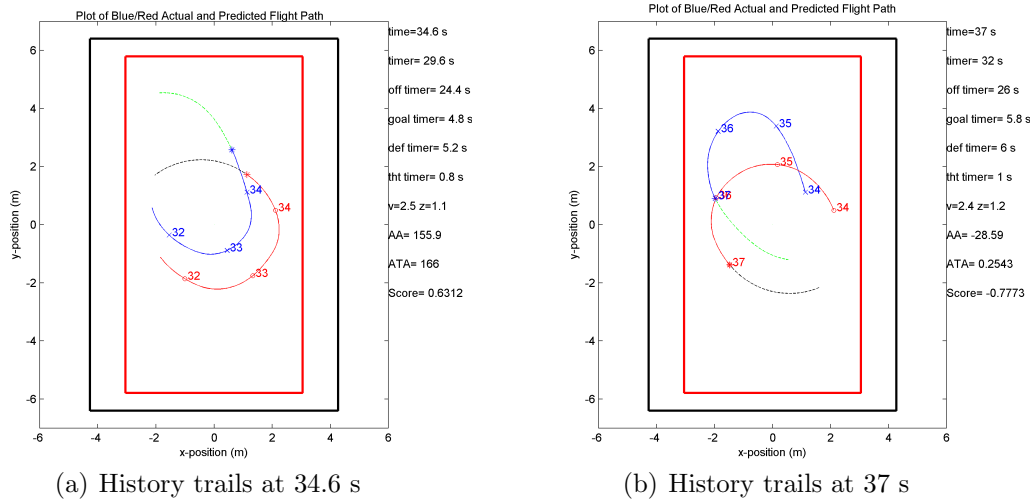 Plot of Blue/Red Actual and Predicted Flight Path
time=34.6 s
timer= 29.6 s
off timer= 24.4 s
goal timer= 4.8 s
def timer= 5.2 s
tht timer= 0.8 s
v=2.5 z=1.1
AA= 155.9
ATA= 166
Score= 0.6312
6
4
2
0
-2
-4
-6
y-position (m)
34
34
32
33
32
33
-6 -4 -2 0 2 4 6
x-position (m)
(a) History trails at 34.6 s
Plot of Blue/Red Actual and Predicted Flight Path
time=37 s
timer= 32 s
off timer= 26 s
goal timer= 5.8 s
def timer= 6 s
tht timer= 1 s
v=2.4 z=1.2
AA= -28.59
ATA= 0.2543
Score= -0.7773
6
4
2
0
-2
-4
-6
y-position (m)
36
35
35
34
34
37
-6 -4 -2 0 2 4 6
x-position (m)
(b) History trails at 37 s